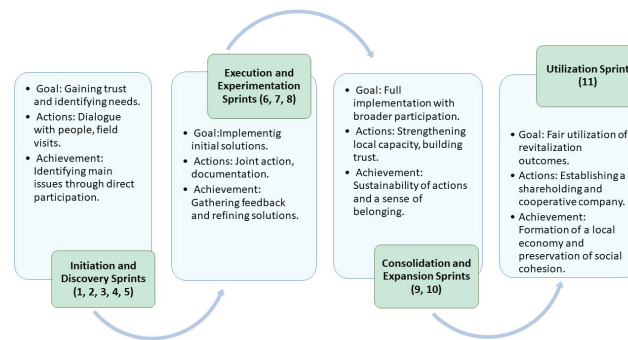 • Goal: Gaining trust
and identifying needs.
• Actions: Dialogue
with people, field
visits.
• Achievement:
Identifying main
issues through direct
participation.
Initiation and
Discovery Sprints
(1, 2, 3, 4, 5)
Execution and
Experimentation
Sprints (6, 7, 8)
• Goal:Implementig
initial solutions.
• Actions: Joint action,
documentation.
• Achievement:
Gathering feedback
and refining solutions.
• Goal: Full
implementation with
broader participation.
• Actions: Strengthening
local capacity, building
trust.
• Achievement:
Sustainability of actions
and a sense of
belonging.
Consolidation and
Expansion Sprints
(9, 10)
Utilization Sprint
(11)
• Goal: Fair utilization of
revitalization
outcomes.
• Actions: Establishing a
shareholding and
cooperative company.
• Achievement:
Formation of a local
economy and
preservation of social
cohesion.